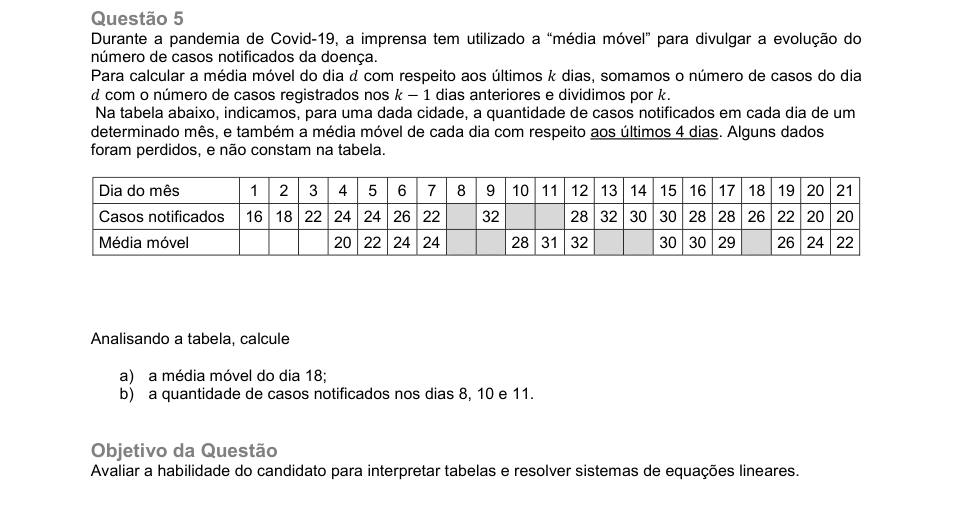 Questão 5
Durante a pandemia de Covid-19, a imprensa tem utilizado a “média móvel” para divulgar a evolução do
número de casos notificados da doença.
Para calcular a média móvel do dia d com respeito aos últimos k dias, somamos o número de casos do dia
d com o número de casos registrados nos k − 1 dias anteriores e dividimos por k.
Na tabela abaixo, indicamos, para uma dada cidade, a quantidade de casos notificados em cada dia de um
determinado mês, e também a média móvel de cada dia com respeito aos últimos 4 dias. Alguns dados
foram perdidos, e não constam na tabela.
Dia do mês 1 2 3 4 5 6 7 8 9 10 11 12 13 14 15 16 17 18 19 20 21
Casos notificados 16 18 22 24 24 26 22 32 28 32 30 30 28 28 26 22 20 20
Média móvel 20 22 24 24 28 31 32 30 30 29 26 24 22
Analisando a tabela, calcule
a) a média móvel do dia 18;
b) a quantidade de casos notificados nos dias 8, 10 e 11.
Objetivo da Questão
Avaliar a habilidade do candidato para interpretar tabelas e resolver sistemas de equações lineares.